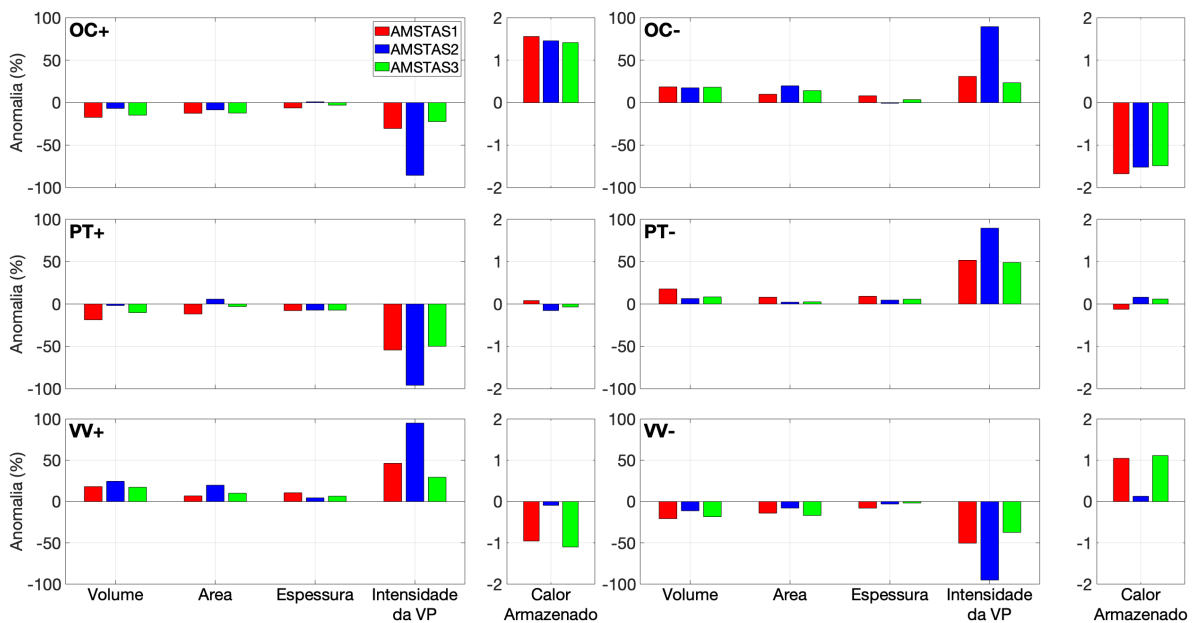 OC+
AMSTAS1
AMSTAS2
AMSTAS3
Anomalia (%)
100
50
0
-50
-100
2
1
0
-1
-2
OC-
100
50
0
-50
-100
2
1
0
-1
-2
PT+
Anomalia (%)
100
50
0
-50
-100
2
1
0
-1
-2
PT-
100
50
0
-50
-100
2
1
0
-1
-2
VV+
Anomalia (%)
100
50
0
-50
-100
Volume
Area
Espessura
Intensidade
da VP
2
1
0
-1
-2
Calor
Armazenado
VV-
100
50
0
-50
-100
Volume
Area
Espessura
Intensidade
da VP
2
1
0
-1
-2
Calor
Armazenado